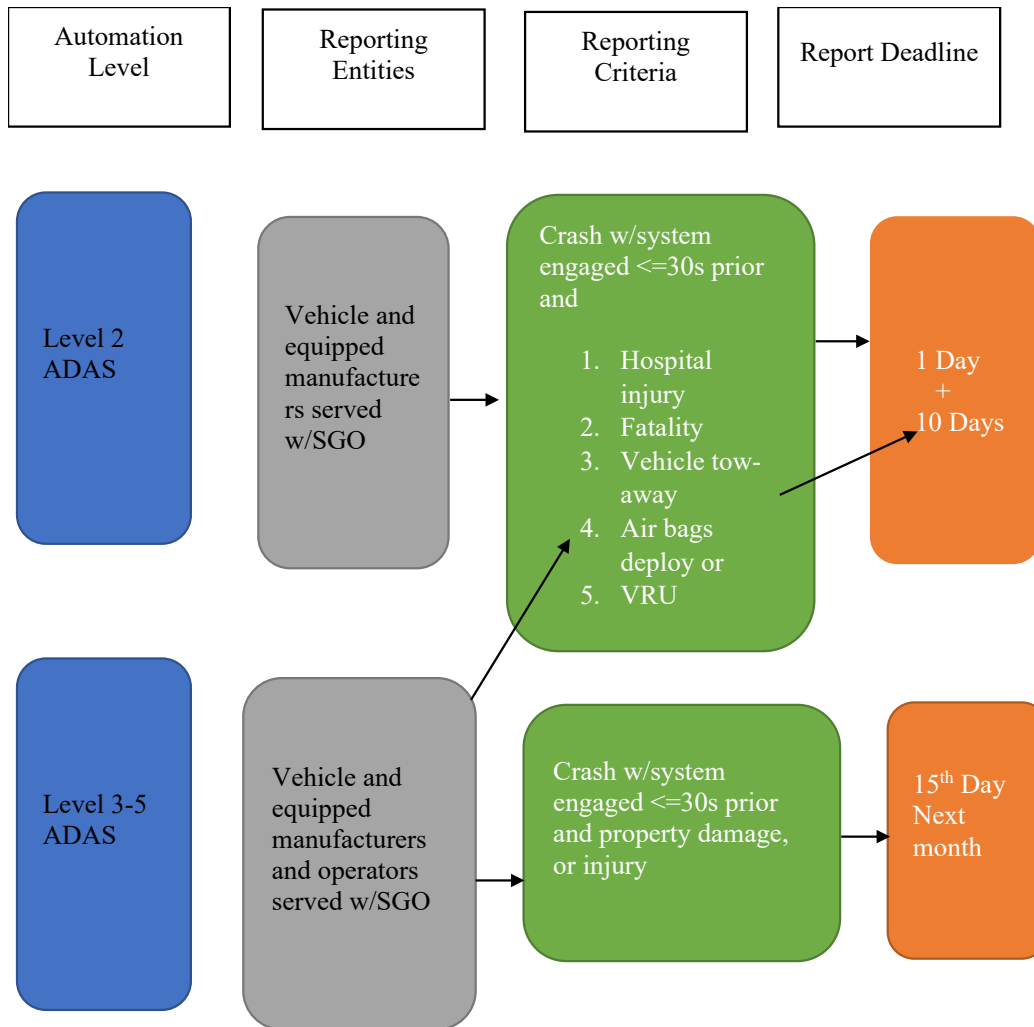 Automation
Level
Reporting
Entities
Reporting
Criteria
Report Deadline
Level 2
ADAS
Vehicle and
equipped
manufacture
rs served
w/SGO
Crash w/system
engaged <=30s prior
and
1. Hospital
injury
2. Fatality
3. Vehicle tow-
away
4. Air bags
deploy or
5. VRU
1 Day
+
10 Days
Level 3-5
ADAS
Vehicle and
equipped
manufacturers
and operators
served w/SGO
Crash w/system
engaged <=30s prior
and property damage,
or injury
15th Day
Next
month